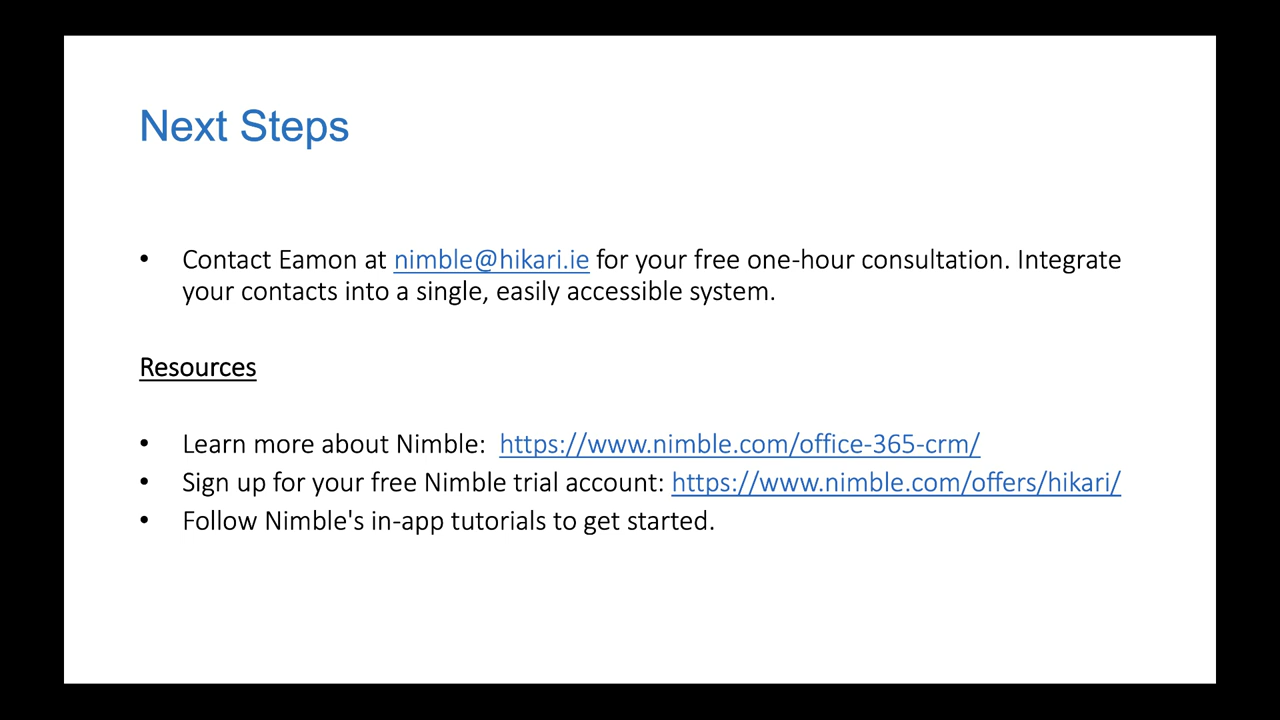 Next Steps
• Contact Eamon at nimble@hikari.ie for your free one-hour consultation. Integrate
your contacts into a single, easily accessible system.
Resources
• Learn more about Nimble:  https://www.nimble.com/office-365-crm/
• Sign up for your free Nimble trial account: https://www.nimble.com/offers/hikari/
• Follow Nimble's in-app tutorials to get started.